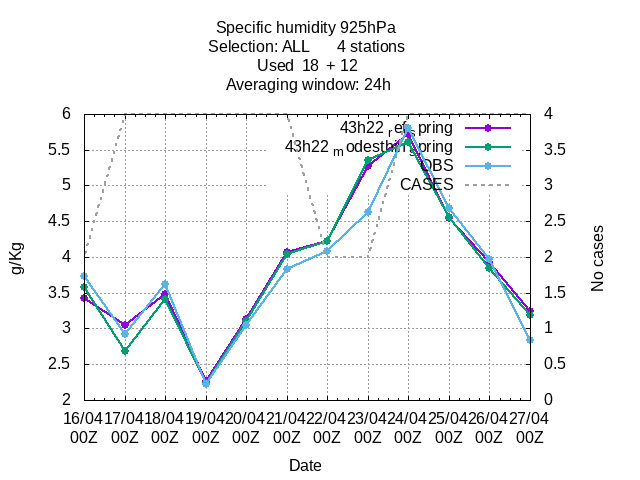 Specific humidity 925hPa
Selection: ALL 4 stations
Used 18 + 12
Averaging window: 24h
6 4
43h22 refspring
5.5 3.5
43h22 modesthrspring
OBS
5 3
CASES
4.5 2.5
4 2
3.5 1.5
3 1
2.5 0.5
2 0
g/Kg
No cases
16/04 17/04 18/04 19/04 20/04 21/04 22/04 23/04 24/04 25/04 26/04 27/04
00Z 00Z 00Z 00Z 00Z 00Z 00Z 00Z 00Z 00Z 00Z 00Z
Date